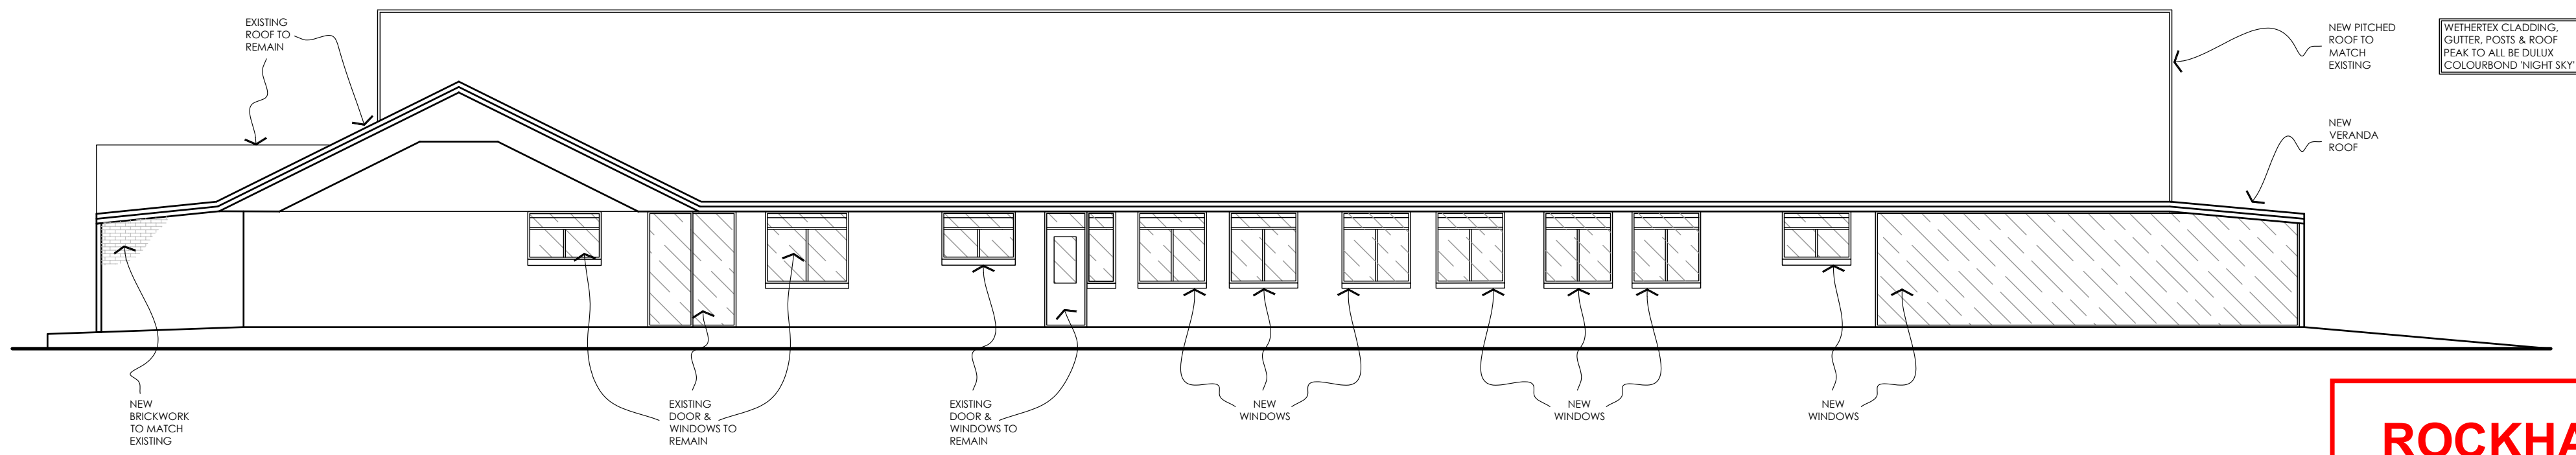 EXISTING
ROOF TO
REMAIN
NEW PITCHED
ROOF TO
MATCH
EXISTING
WETHERTEX CLADDING,
GUTTER, POSTS & ROOF
PEAK TO ALL BE DULUX
COLOURBOND 'NIGHT SKY'
NEW
VERANDA
ROOF
NEW
BRICKWORK
TO MATCH
EXISTING
EXISTING
DOOR &
WINDOWS TO
REMAIN
EXISTING
DOOR &
WINDOWS TO
REMAIN
NEW
WINDOWS
NEW
WINDOWS
NEW
WINDOWS
ROCKHA